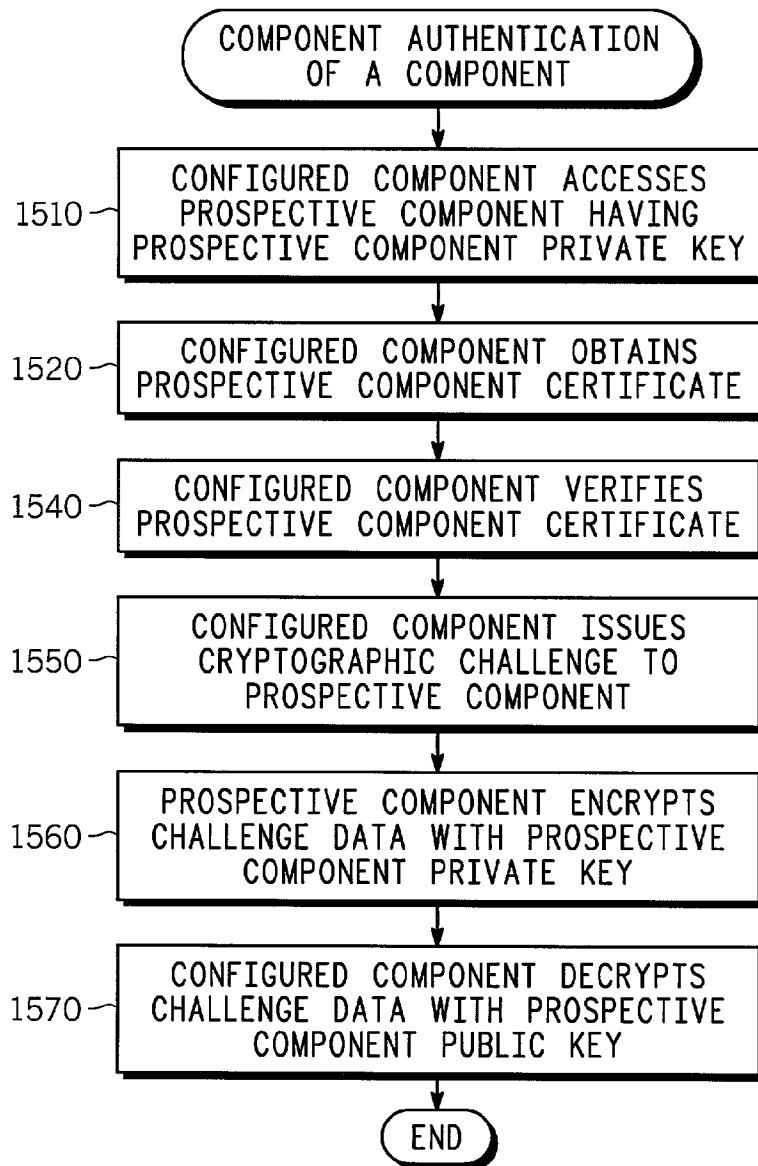 COMPONENT AUTHENTICATION
OF A COMPONENT
1510
CONFIGURED COMPONENT ACCESSES
PROSPECTIVE COMPONENT HAVING
PROSPECTIVE COMPONENT PRIVATE KEY
1520
CONFIGURED COMPONENT OBTAINS
PROSPECTIVE COMPONENT CERTIFICATE
1540
CONFIGURED COMPONENT VERIFIES
PROSPECTIVE COMPONENT CERTIFICATE
1550
CONFIGURED COMPONENT ISSUES
CRYPTOGRAPHIC CHALLENGE TO
PROSPECTIVE COMPONENT
1560
PROSPECTIVE COMPONENT ENCRYPTS
CHALLENGE DATA WITH PROSPECTIVE
COMPONENT PRIVATE KEY
1570
CONFIGURED COMPONENT DECRYPTS
CHALLENGE DATA WITH PROSPECTIVE
COMPONENT PUBLIC KEY
END